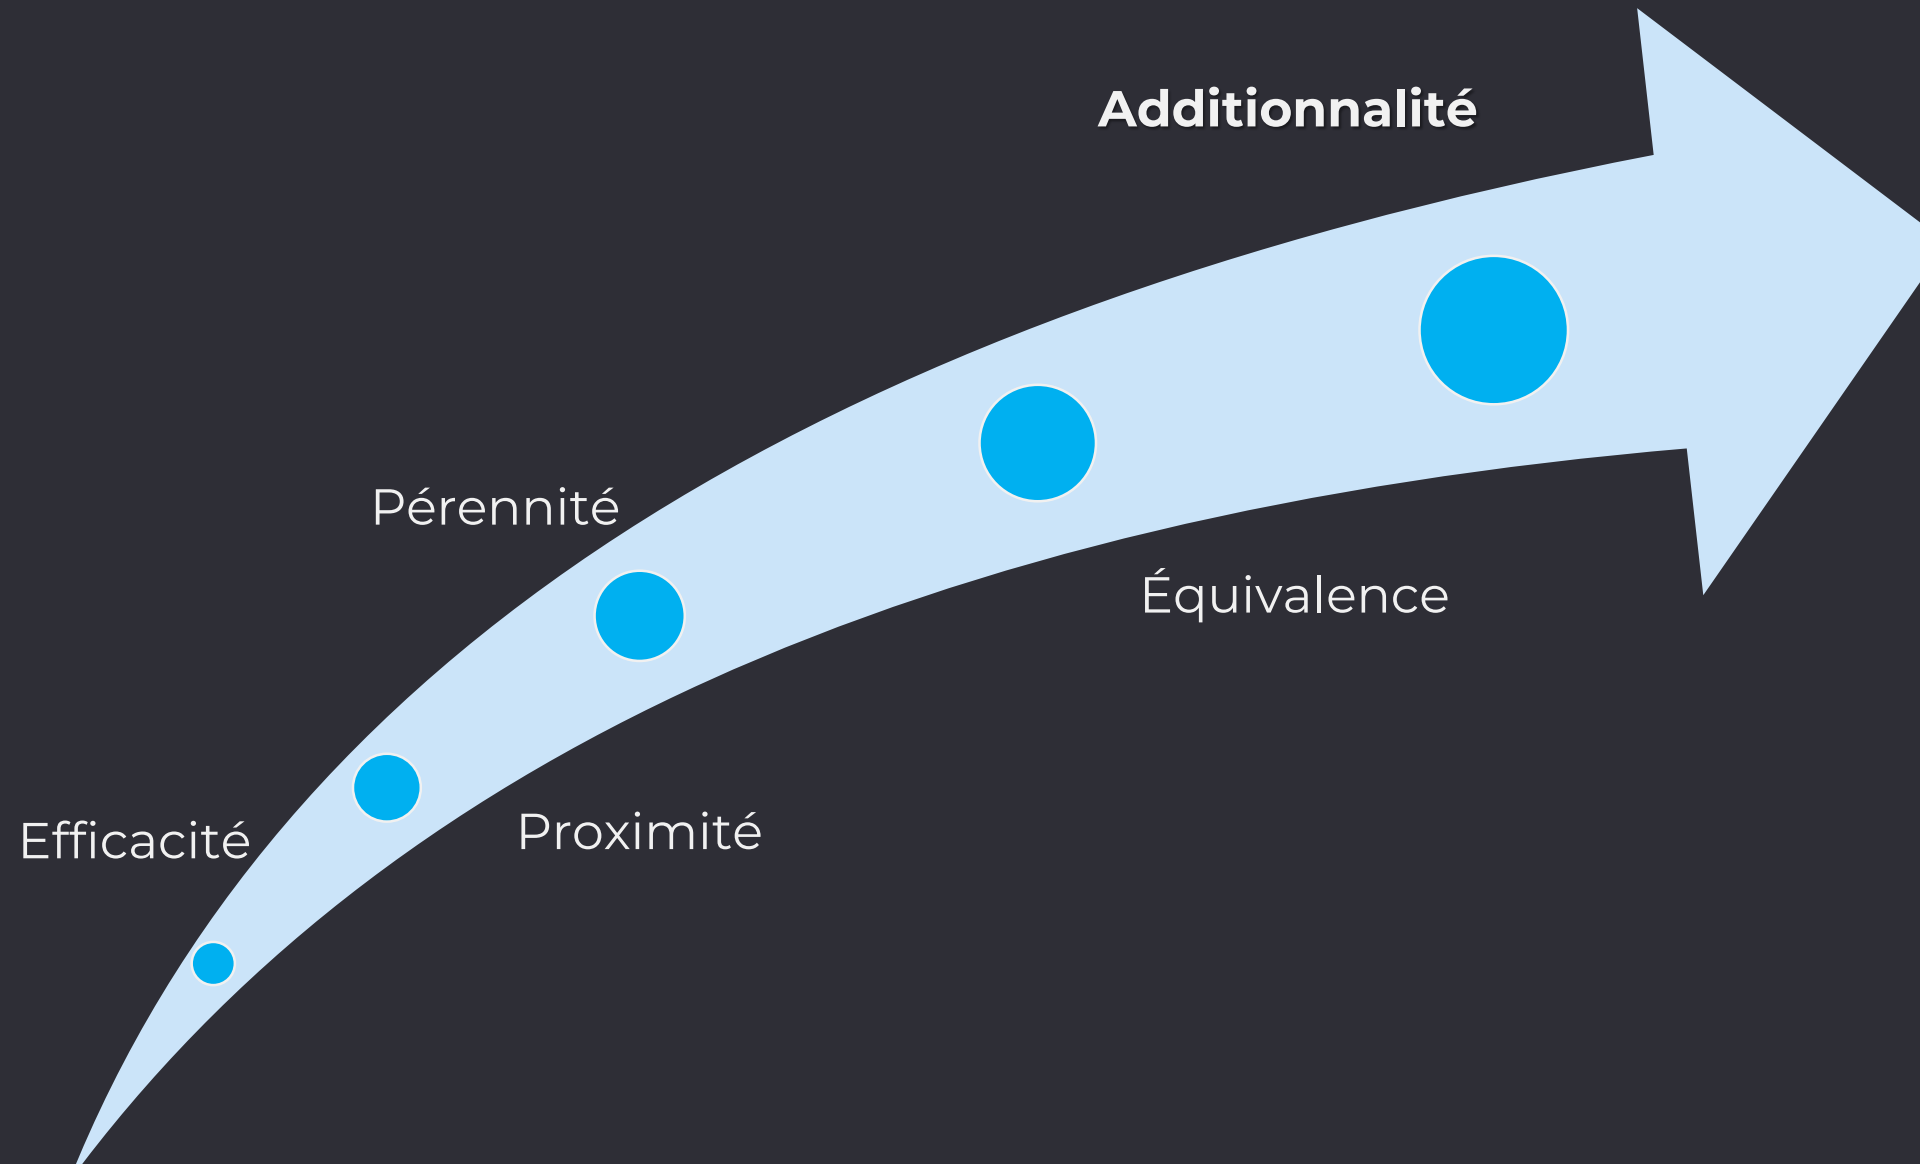 Additionnalité
Pérennité
Équivalence
Proximité
Efficacité